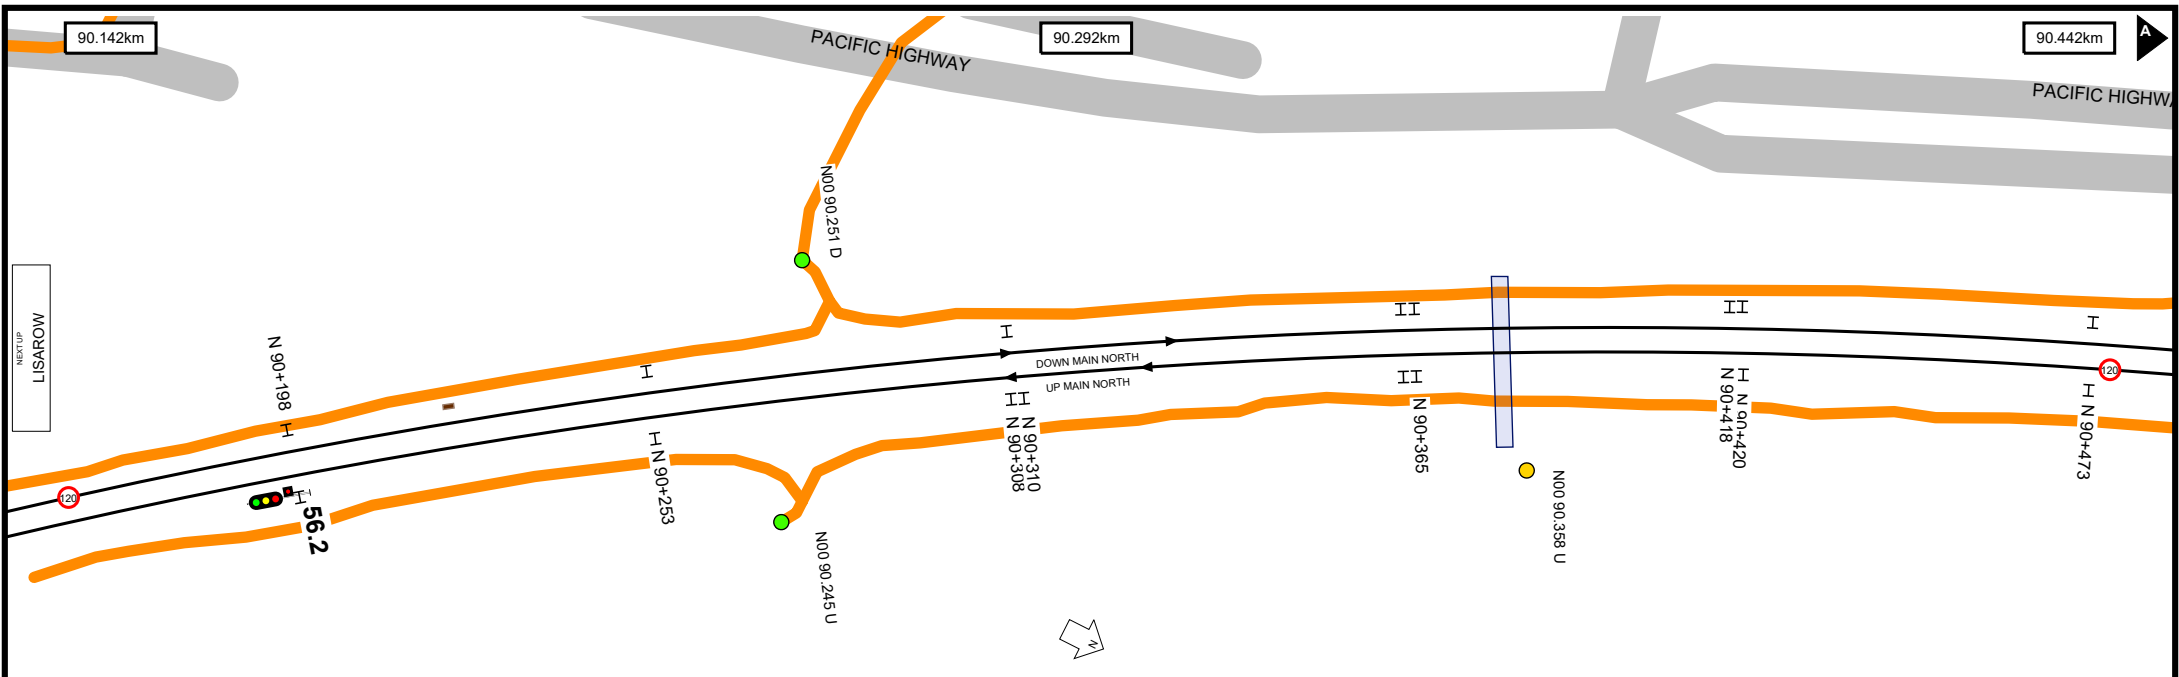 90.142km
90.292km
90.442km
A
PACIFIC HIGHWAY
PACIFIC HIGHWA
N00 90.251 D
NEXT UP
LISAROW
N 90+198
120
56.2
N 90+253
N00 90.245 U
DOWN MAIN NORTH
UP MAIN NORTH
N 90+308
N 90+310
N 90+365
N00 90.358 U
N 90+418
N 90+420
120
N 90+473
N